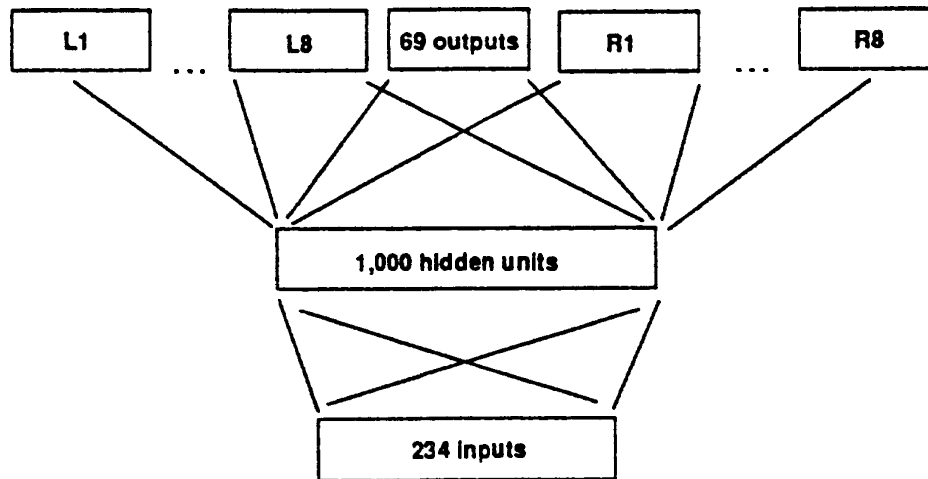 L1 ... L8 69 outputs R1 ... R8
1,000 hidden units
234 inputs